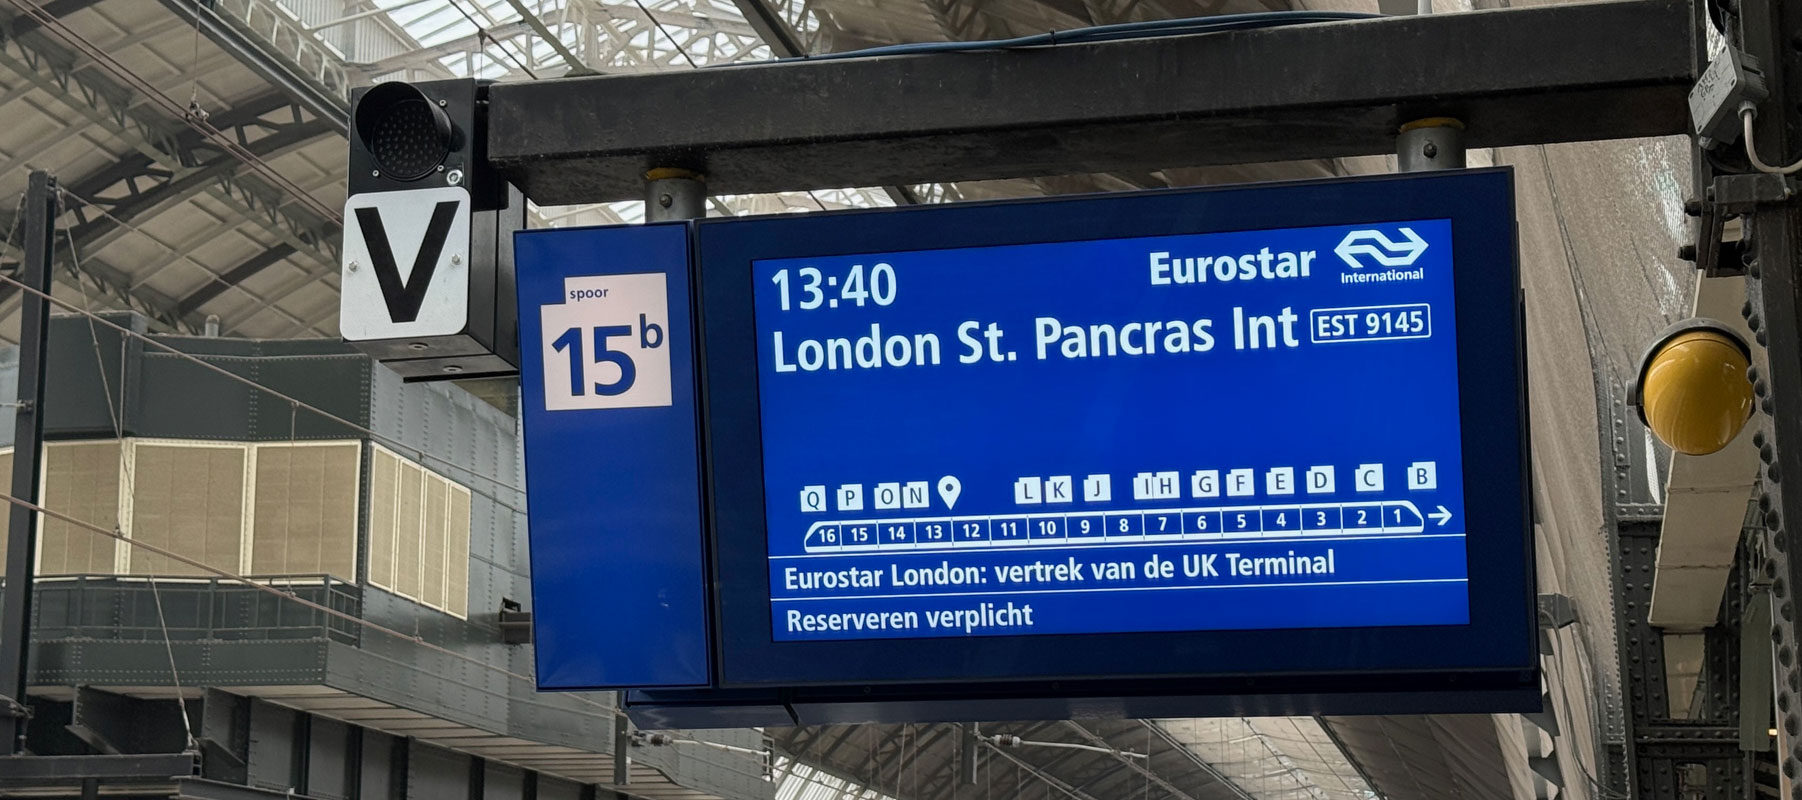 V
spoor
15b
13:40
Eurostar
International
London St. Pancras Int EST 9145
Q P O N L K J I H G F E D C B
16 15 14 13 12 11 10 9 8 7 6 5 4 3 2 1
Eurostar London: vertrek van de UK Terminal
Reserveren verplicht